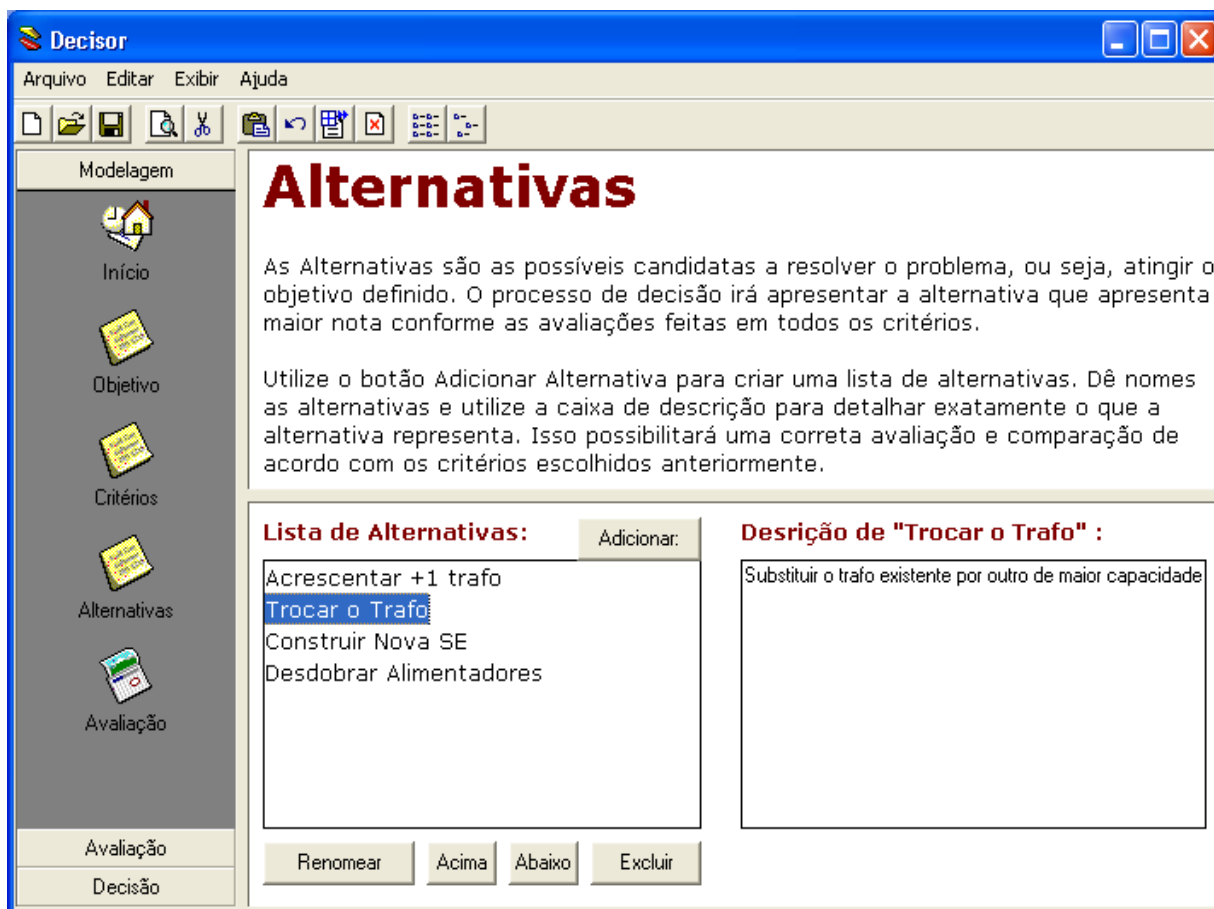 Decisor
Arquivo Editar Exibir Ajuda
Modelagem
Início
Objetivo
Critérios
Alternativas
Avaliação
Avaliação
Decisão
Alternativas
As Alternativas são as possíveis candidatas a resolver o problema, ou seja, atingir o
objetivo definido. O processo de decisão irá apresentar a alternativa que apresenta
maior nota conforme as avaliações feitas em todos os critérios.
Utilize o botão Adicionar Alternativa para criar uma lista de alternativas. Dê nomes
as alternativas e utilize a caixa de descrição para detalhar exatamente o que a
alternativa representa. Isso possibilitará uma correta avaliação e comparação de
acordo com os critérios escolhidos anteriormente.
Lista de Alternativas:
Adicionar:
Acrescentar +1 trafo
Trocar o Trafo
Construir Nova SE
Desdobrar Alimentadores
Renomear Acima Abaixo Excluir
Desrição de "Trocar o Trafo" :
Substituir o trafo existente por outro de maior capacidade